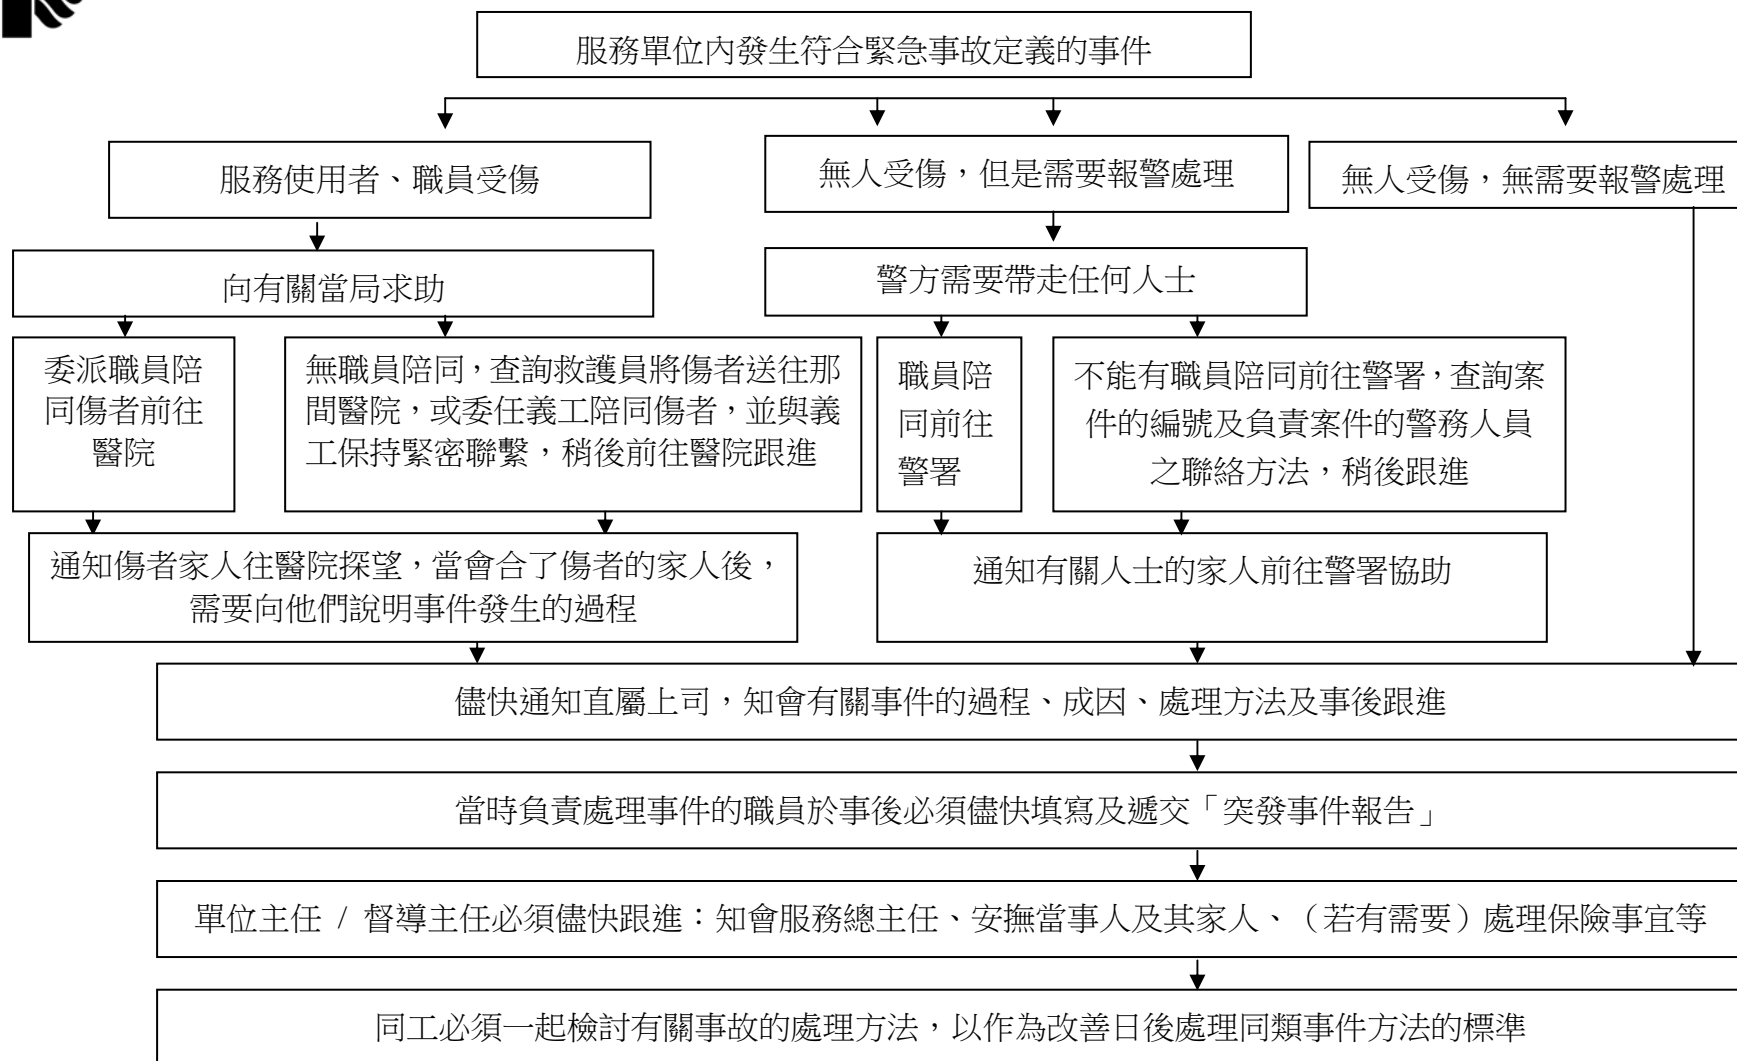 服務單位內發生符合緊急事故定義的事件
服務使用者、職員受傷
無人受傷，但是需要報警處理
無人受傷，無需要報警處理
向有關當局求助
警方需要帶走任何人士
委派職員陪
同傷者前往
醫院
無職員陪同，查詢救護員將傷者送往那
間醫院，或委任義工陪同傷者，並與義
工保持緊密聯繫，稍後前往醫院跟進
職員陪
同前往
警署
不能有職員陪同前往警署，查詢案
件的編號及負責案件的警務人員
之聯絡方法，稍後跟進
通知傷者家人往醫院探望，當會合了傷者的家人後，
需要向他們說明事件發生的過程
通知有關人士的家人前往警署協助
儘快通知直屬上司，知會有關事件的過程、成因、處理方法及事後跟進
當時負責處理事件的職員於事後必須儘快填寫及遞交「突發事件報告」
單位主任 / 督導主任必須儘快跟進：知會服務總主任、安撫當事人及其家人、（若有需要）處理保險事宜等
同工必須一起檢討有關事故的處理方法，以作為改善日後處理同類事件方法的標準